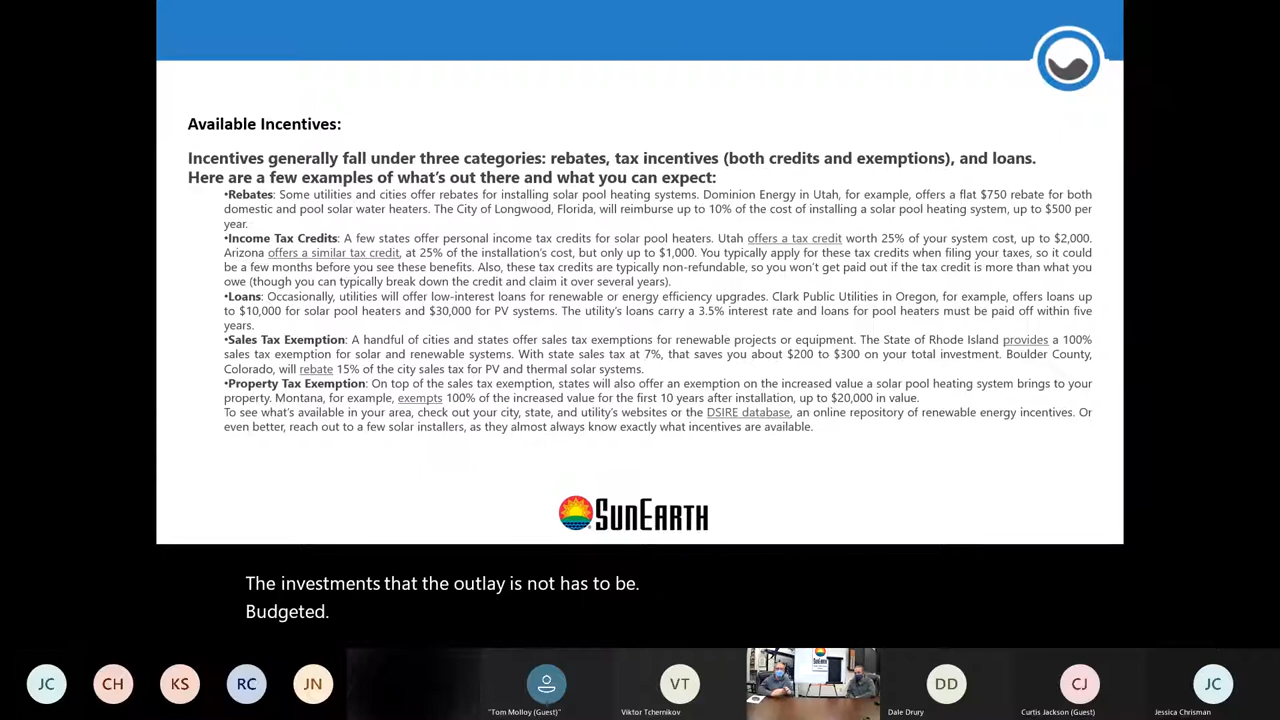 Available Incentives:
Incentives generally fall under three categories: rebates, tax incentives (both credits and exemptions), and loans.
Here are a few examples of what's out there and what you can expect:
•Rebates: Some utilities and cities offer rebates for installing solar pool heating systems. Dominion Energy in Utah, for example, offers a flat $750 rebate for both
domestic and pool solar water heaters. The City of Longwood, Florida, will reimburse up to 10% of the cost of installing a solar pool heating system, up to $500 per
year.
•Income Tax Credits: A few states offer personal income tax credits for solar pool heaters. Utah offers a tax credit worth 25% of your system cost, up to $2,000.
Arizona offers a similar tax credit, at 25% of the installation's cost, but only up to $1,000. You typically apply for these tax credits when filing your taxes, so it could
be a few months before you see these benefits. Also, these tax credits are typically non-refundable, so you won't get paid out if the tax credit is more than what you
owe (though you can typically break down the credit and claim it over several years).
•Loans: Occasionally, utilities will offer low-interest loans for renewable or energy efficiency upgrades. Clark Public Utilities in Oregon, for example, offers loans up
to $10,000 for solar pool heaters and $30,000 for PV systems. The utility's loans carry a 3.5% interest rate and loans for pool heaters must be paid off within five
years.
•Sales Tax Exemption: A handful of cities and states offer sales tax exemptions for renewable projects or equipment. The State of Rhode Island provides a 100%
sales tax exemption for solar and renewable systems. With state sales tax at 7%, that saves you about $200 to $300 on your total investment. Boulder County,
Colorado, will rebate 15% of the city sales tax for PV and thermal solar systems.
•Property Tax Exemption: On top of the sales tax exemption, states will also offer an exemption on the increased value a solar pool heating system brings to your
property. Montana, for example, exempts 100% of the increased value for the first 10 years after installation, up to $20,000 in value.
To see what's available in your area, check out your city, state, and utility's websites or the DSIRE database, an online repository of renewable energy incentives. Or
even better, reach out to a few solar installers, as they almost always know exactly what incentives are available.
SUNEARTH
The investments that the outlay is not has to be.
Budgeted.
JC CH KS RC JN VT SUNEARTH DD CJ JC
"Tom Molloy (Guest)" Viktor Tchernikov Dale Drury Curtis Jackson (Guest) Jessica Chrisman